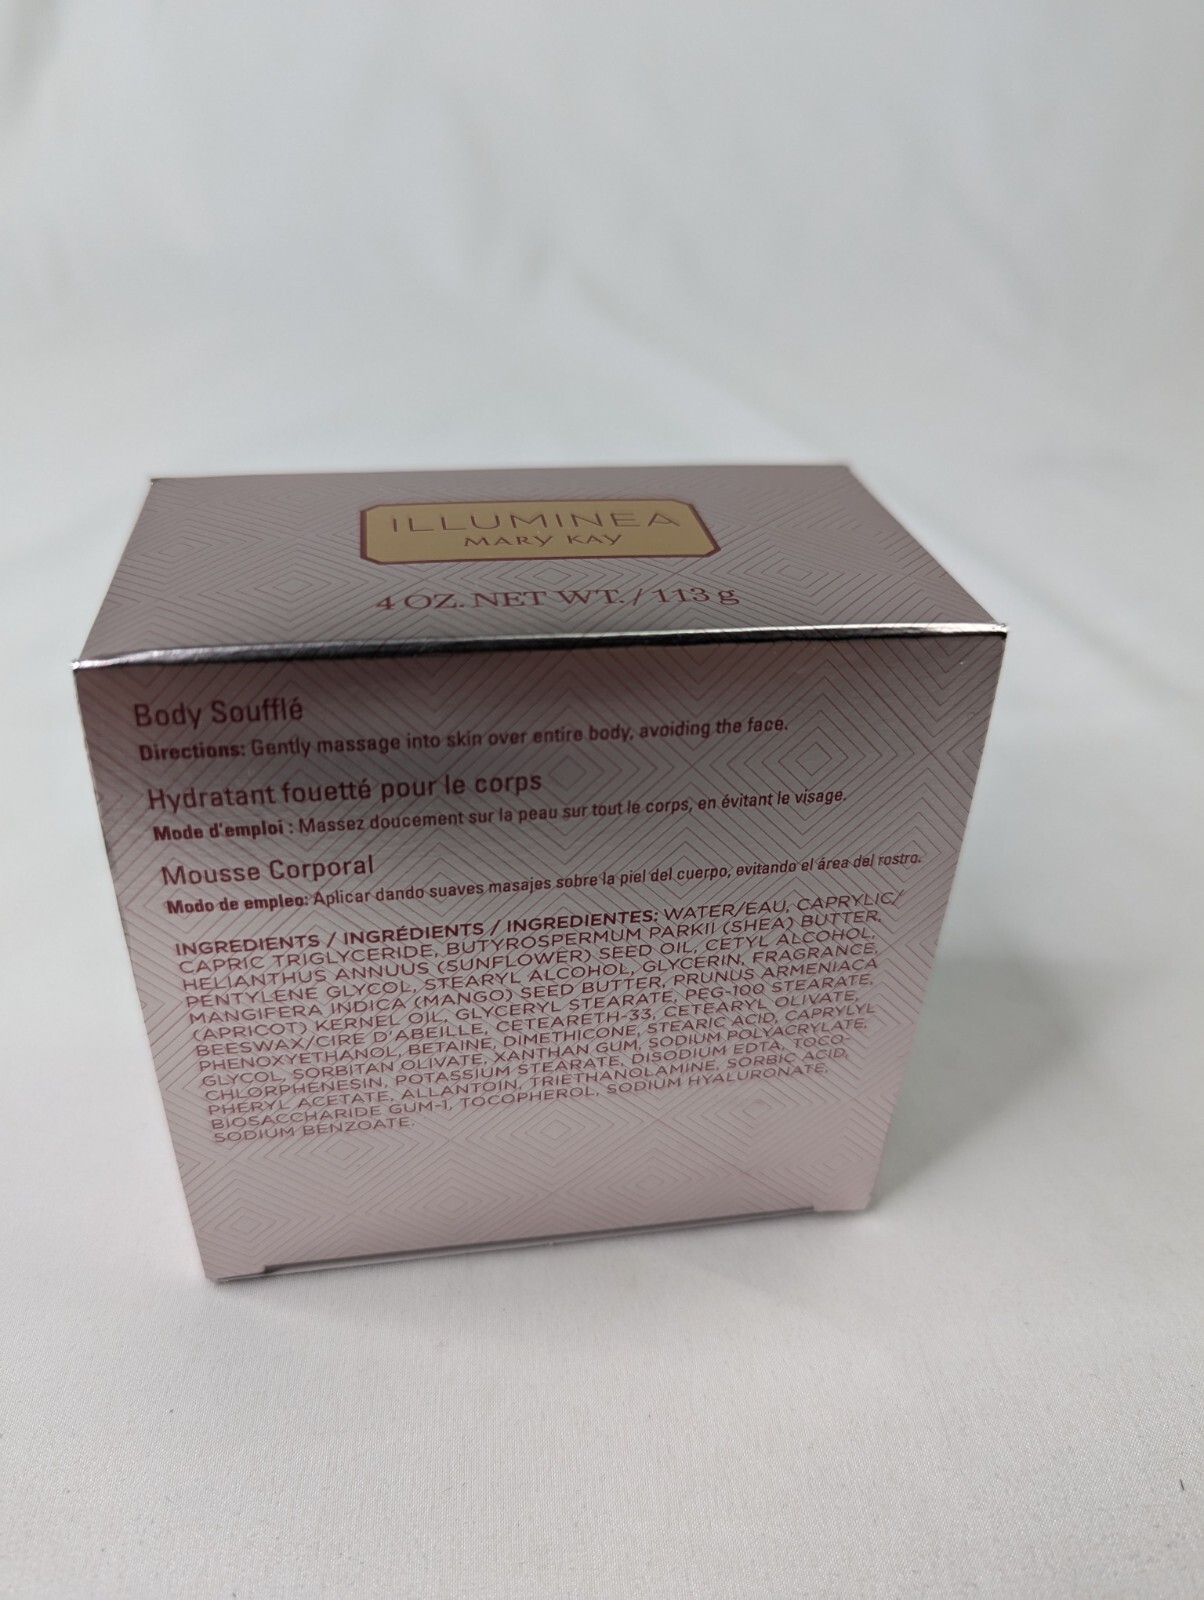 ILLUMINEA
MARY KAY
4 OZ. NET WT. / 113 g
Body Soufflé
Directions: Gently massage into skin over entire body, avoiding the face.
Hydratant fouetté pour le corps
Mode d'emploi : Massez doucement sur la peau sur tout le corps, en évitant le visage.
Mousse Corporal
Modo de empleo: Aplicar dando suaves masajes sobre la piel del cuerpo, evitando el área del rostro.
INGREDIENTS / INGRÉDIENTS / INGREDIENTES: WATER/EAU, CAPRYLIC/
CAPRIC TRIGLYCERIDE, BUTYROSPERMUM PARKII (SHEA) BUTTER,
HELIANTHUS ANNUUS (SUNFLOWER) SEED OIL, CETYL ALCOHOL,
PENTYLENE GLYCOL, STEARYL ALCOHOL, GLYCERIN, FRAGRANCE,
MANGIFERA INDICA (MANGO) SEED BUTTER, PRUNUS ARMENIACA
(APRICOT) KERNEL OIL, GLYCERYL STEARATE, PEG-100 STEARATE,
BEESWAX/CIRE D'ABEILLE, CETEARETH-33, CETEARYL OLIVATE,
PHENOXYETHANOL, BETAINE, DIMETHICONE, STEARIC ACID, CAPRYLYL
GLYCOL, SORBITAN OLIVATE, XANTHAN GUM, SODIUM POLYACRYLATE,
CHLORPHENESIN, POTASSIUM STEARATE, DISODIUM EDTA, TOCO-
PHERYL ACETATE, ALLANTOIN, TRIETHANOLAMINE, SORBIC ACID,
BIOSACCHARIDE GUM-1, TOCOPHEROL, SODIUM HYALURONATE,
SODIUM BENZOATE.